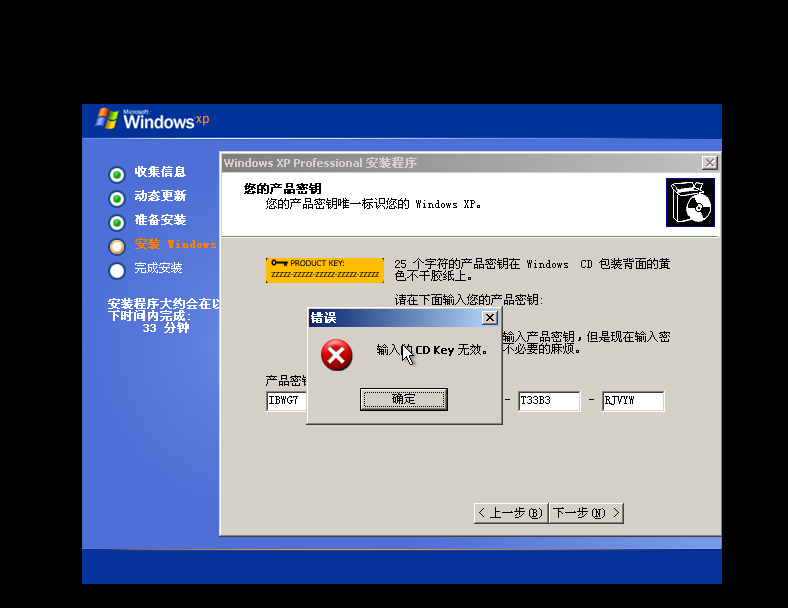 Microsoft
Windows xp
Windows XP Professional 安装程序
收集信息
动态更新
准备安装
安装 Windows
完成安装
安装程序大约会在以
下时间内完成:
33 分钟
您的产品密钥
您的产品密钥唯一标识您的 Windows XP。
PRODUCT KEY:
ZZZZZ-ZZZZZ-ZZZZZ-ZZZZZ-ZZZZZ
25 个字符的产品密钥在 Windows CD 包装背面的黄
色不干胶纸上。
请在下面输入您的产品密钥:
输入产品密钥，但是现在输入密
不必要的麻烦。
错误
输入的 CD Key 无效。
确定
产品密钥
IBWG7
- T33B3 - RJVYW
< 上一步(B)
下一步(N) >